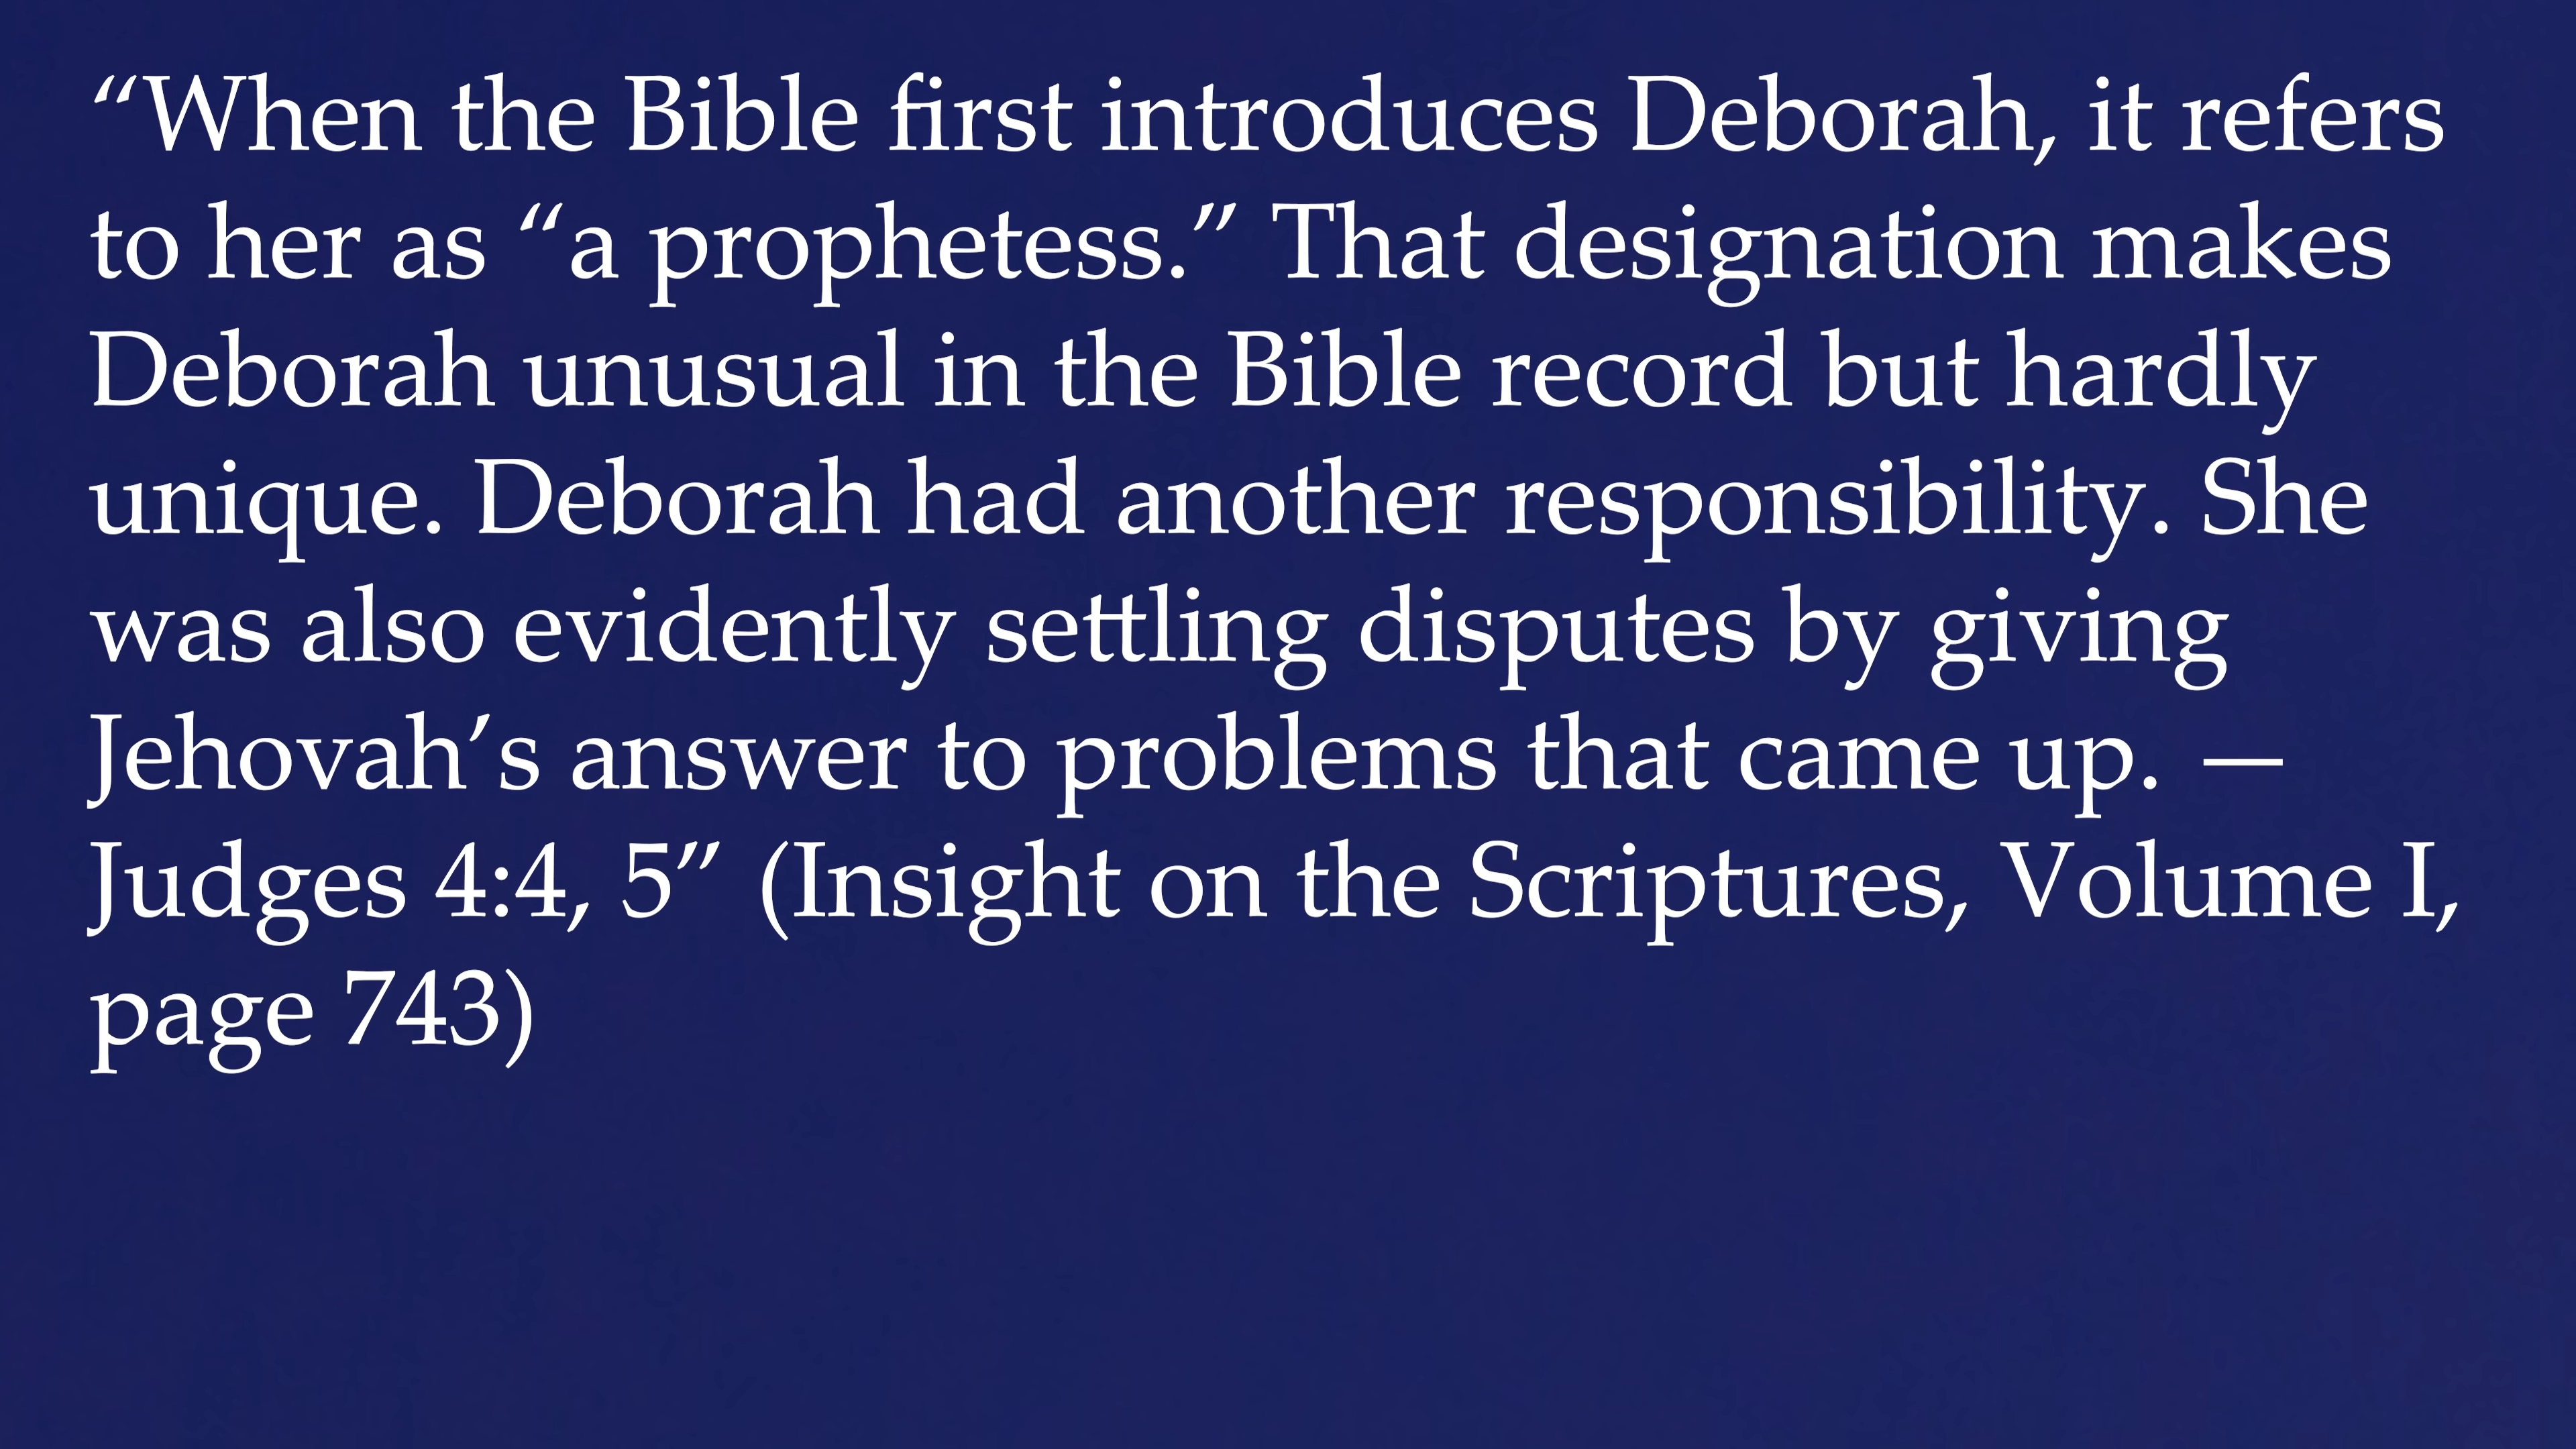 “When the Bible first introduces Deborah, it refers
to her as “a prophetess.” That designation makes
Deborah unusual in the Bible record but hardly
unique. Deborah had another responsibility. She
was also evidently settling disputes by giving
Jehovah’s answer to problems that came up. —
Judges 4:4, 5” (Insight on the Scriptures, Volume I,
page 743)